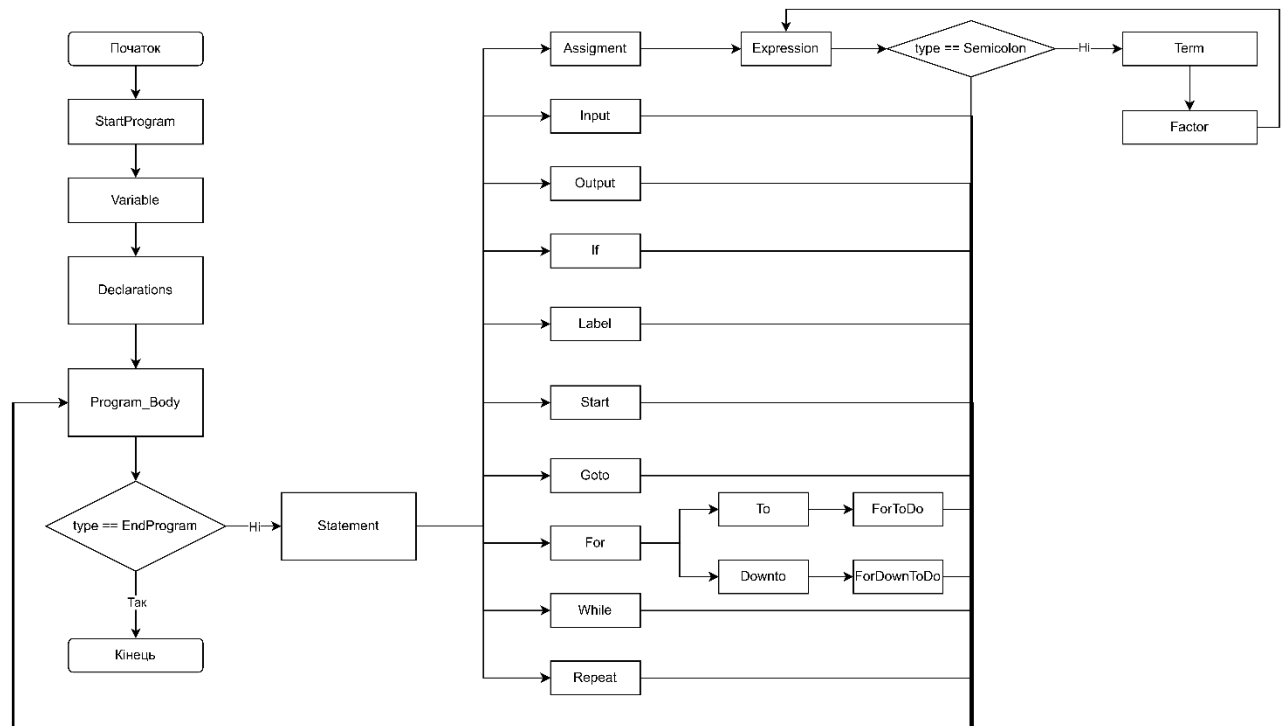 Початок
StartProgram
Variable
Declarations
Program_Body
type == EndProgram
Ні
Так
Кінець
Statement
Assigment
Expression
type == Semicolon
Ні
Term
Factor
Input
Output
If
Label
Start
Goto
For
To
ForToDo
Downto
ForDownToDo
While
Repeat